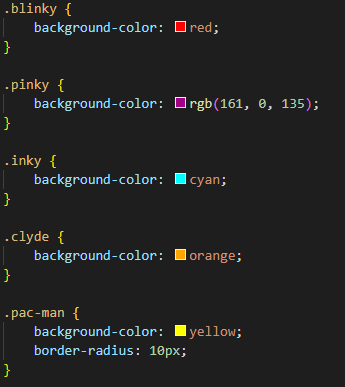 .blinky {
    background-color: red;
}
.pinky {
    background-color: rgb(161, 0, 135);
}
.inky {
    background-color: cyan;
}
.clyde {
    background-color: orange;
}
.pac-man {
    background-color: yellow;
    border-radius: 10px;
}